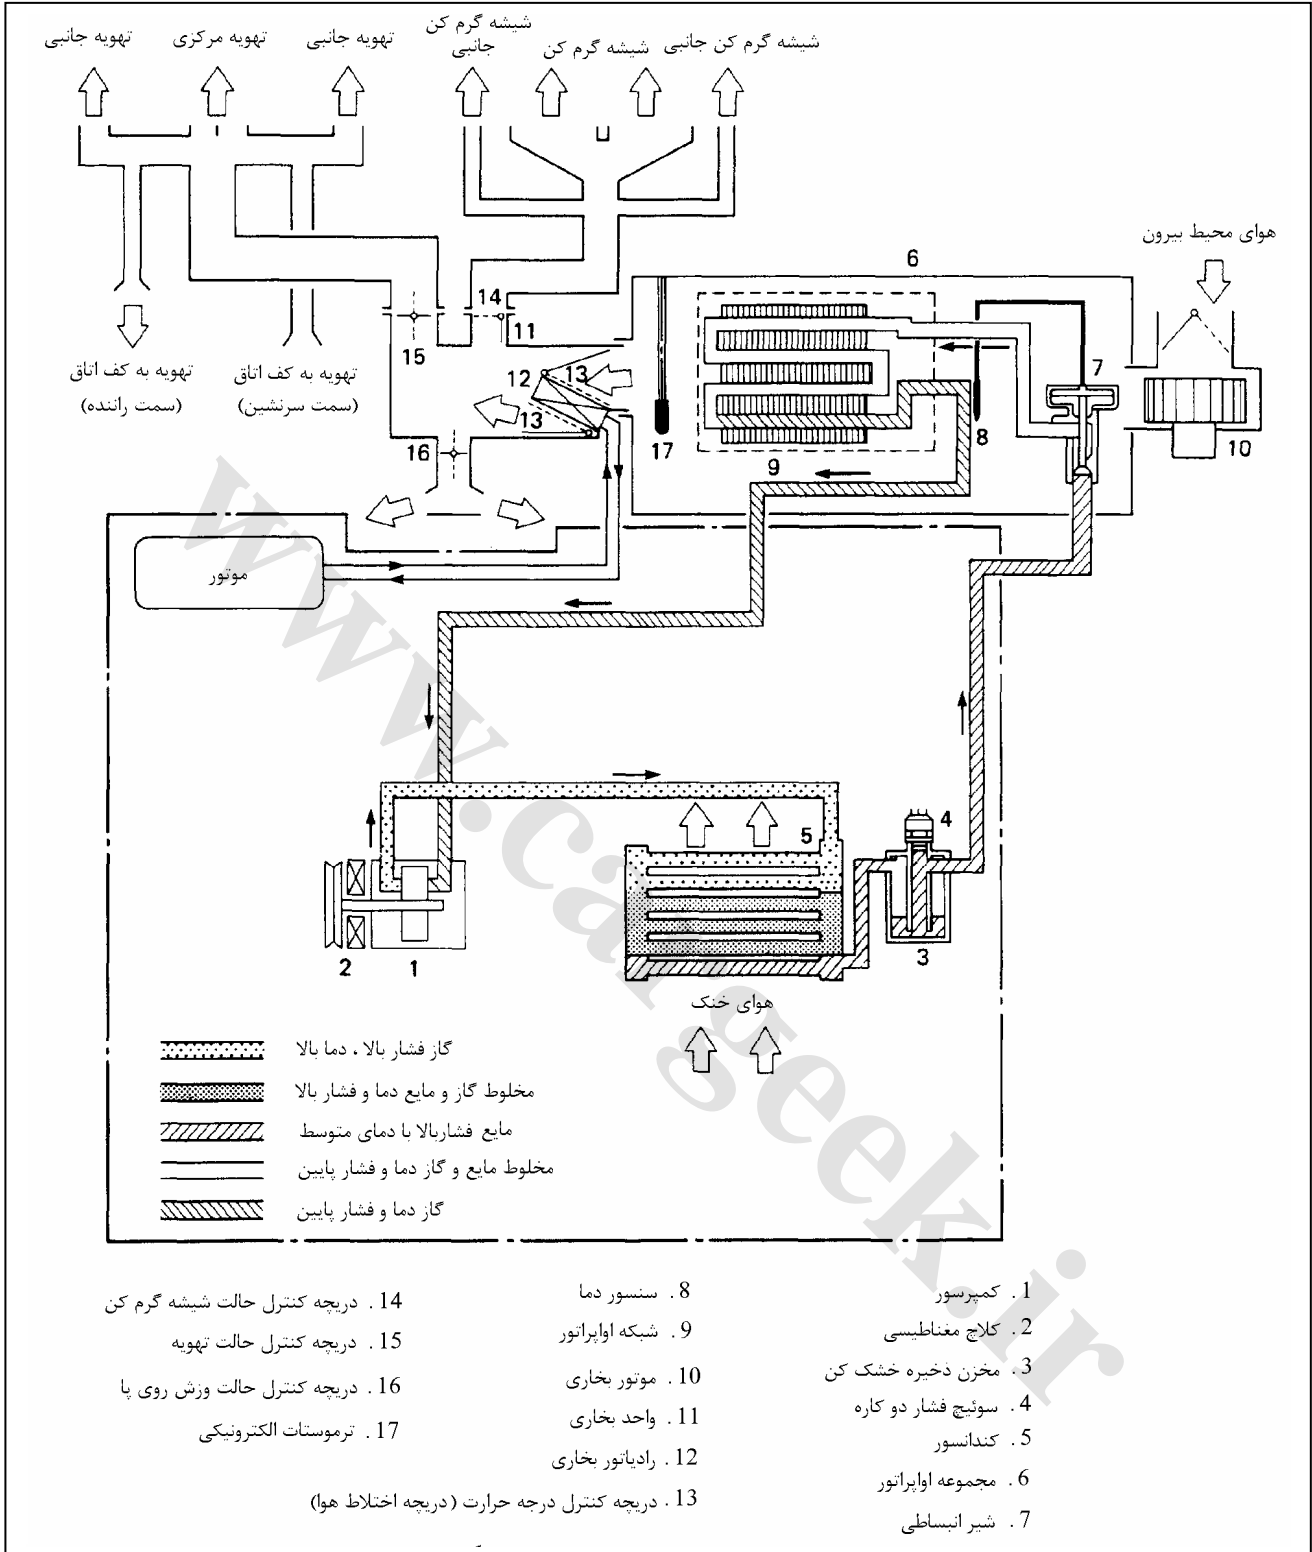 شیشه گرم کن
جانبی
تهویه جانبی
تهویه مرکزی
تهویه جانبی
شیشه گرم کن
شیشه گرم کن جانبی
هوای محیط بیرون
6
14
11
15
7
12
13
13
8
17
16
10
9
تهویه به کف اتاق
(سمت راننده)
تهویه به کف اتاق
(سمت سرنشین)
موتور
4
5
3
2
1
هوای خنک
گاز فشار بالا ، دما بالا
مخلوط گاز و مایع دما و فشار بالا
مایع فشاربالا با دمای متوسط
مخلوط مایع و گاز دما و فشار پایین
گاز دما و فشار پایین
1. کمپرسور
2. کلاچ مغناطیسی
3. مخزن ذخیره خشک کن
4. سوئیچ فشار دو کاره
5. کندانسور
6. مجموعه اواپراتور
7. شیر انبساطی
8. سنسور دما
9. شبکه اواپراتور
10. موتور بخاری
11. واحد بخاری
12. رادیاتور بخاری
13. دریچه کنترل درجه حرارت (دریچه اختلاط هوا)
14. دریچه کنترل حالت شیشه گرم کن
15. دریچه کنترل حالت تهویه
16. دریچه کنترل حالت وزش روی پا
17. ترموستات الکترونیکی
www.cargeek.ir